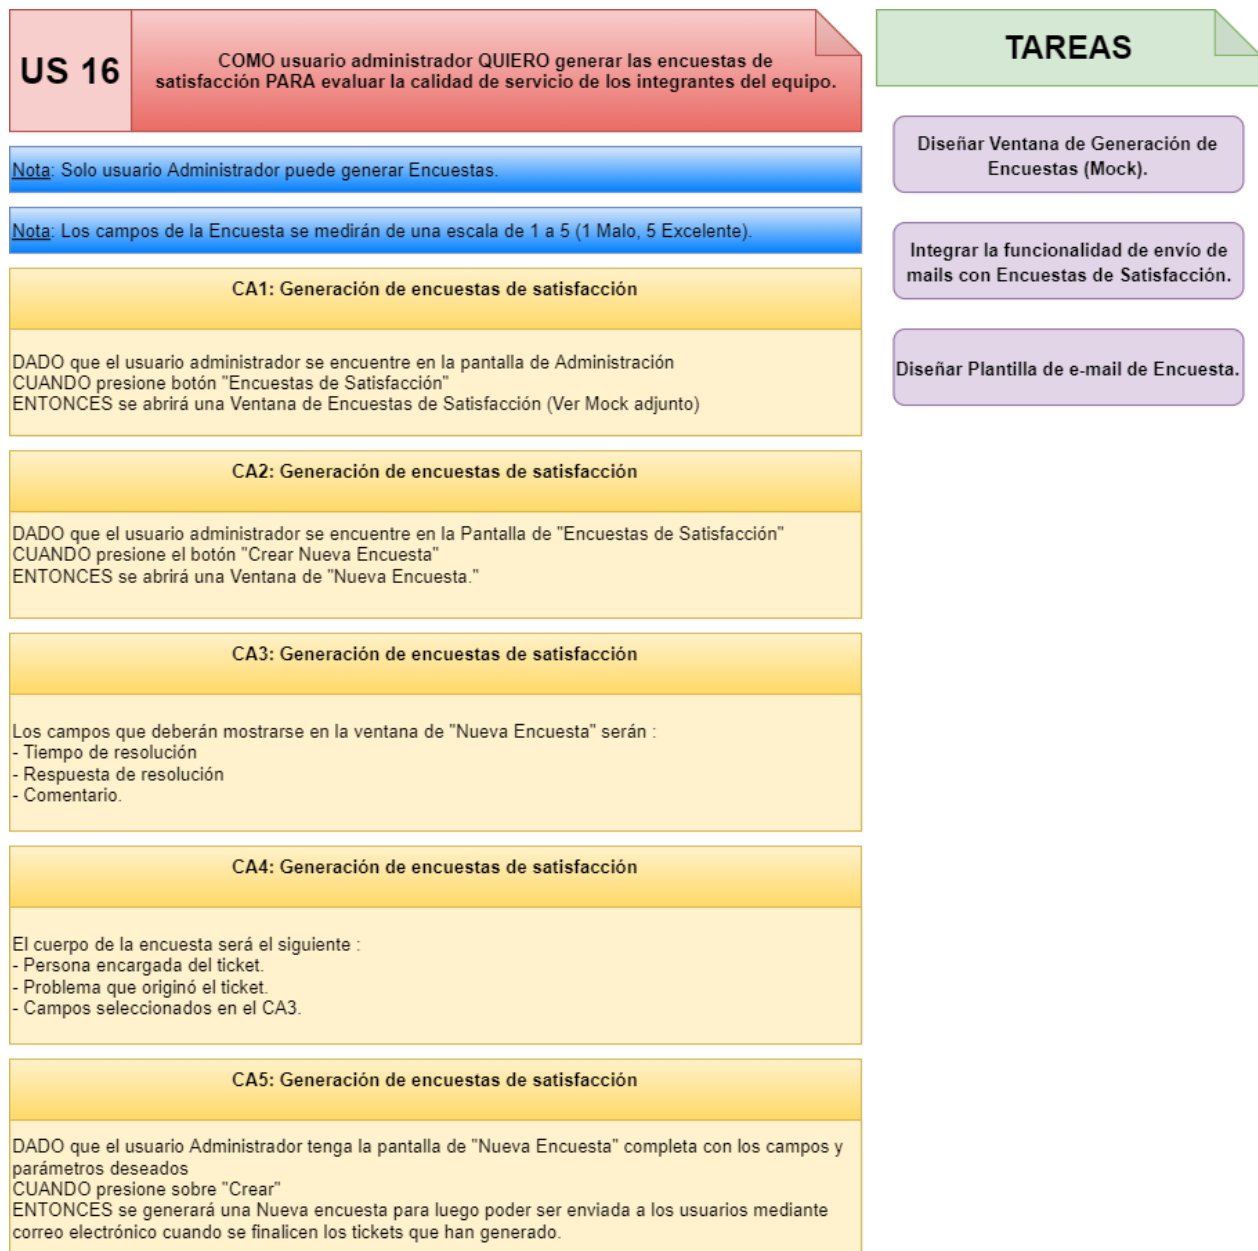 US 16
COMO usuario administrador QUIERO generar las encuestas de
satisfacción PARA evaluar la calidad de servicio de los integrantes del equipo.
Nota: Solo usuario Administrador puede generar Encuestas.
Nota: Los campos de la Encuesta se medirán de una escala de 1 a 5 (1 Malo, 5 Excelente).
CA1: Generación de encuestas de satisfacción
DADO que el usuario administrador se encuentre en la pantalla de Administración
CUANDO presione botón "Encuestas de Satisfacción"
ENTONCES se abrirá una Ventana de Encuestas de Satisfacción (Ver Mock adjunto)
CA2: Generación de encuestas de satisfacción
DADO que el usuario administrador se encuentre en la Pantalla de "Encuestas de Satisfacción"
CUANDO presione el botón "Crear Nueva Encuesta"
ENTONCES se abrirá una Ventana de "Nueva Encuesta."
CA3: Generación de encuestas de satisfacción
Los campos que deberán mostrarse en la ventana de "Nueva Encuesta" serán :
- Tiempo de resolución
- Respuesta de resolución
- Comentario.
CA4: Generación de encuestas de satisfacción
El cuerpo de la encuesta será el siguiente :
- Persona encargada del ticket.
- Problema que originó el ticket.
- Campos seleccionados en el CA3.
CA5: Generación de encuestas de satisfacción
DADO que el usuario Administrador tenga la pantalla de "Nueva Encuesta" completa con los campos y
parámetros deseados
CUANDO presione sobre "Crear"
ENTONCES se generará una Nueva encuesta para luego poder ser enviada a los usuarios mediante
correo electrónico cuando se finalicen los tickets que han generado.
TAREAS
Diseñar Ventana de Generación de
Encuestas (Mock).
Integrar la funcionalidad de envío de
mails con Encuestas de Satisfacción.
Diseñar Plantilla de e-mail de Encuesta.